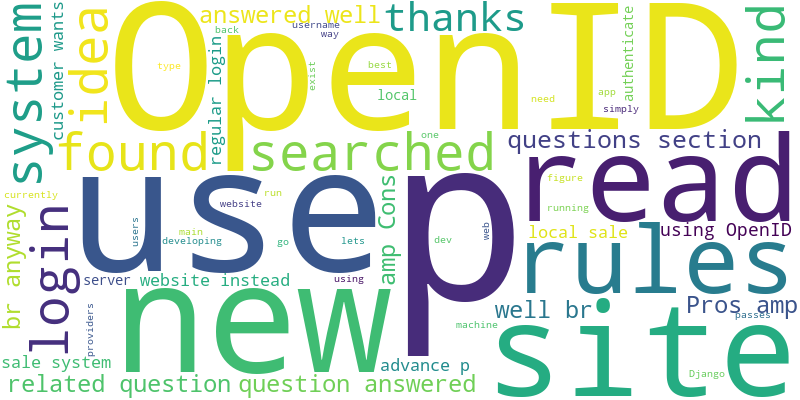 OpenID
system
customer wants
idea
answered well
username
way
thanks
kind
back
type
exist
best
local
regular login
authenticate
app
simply
need
one
found
searched
questions section
read
use
p
new
site
rules
currently
br anyway
login
users
website
main
developing
run
go
lets
amp Cons
dev
web
figure
running
local sale
using OpenID
server
website instead
using
providers
well br
Pros amp
passes
machine
sale system
advance p
Django
related question
question answered